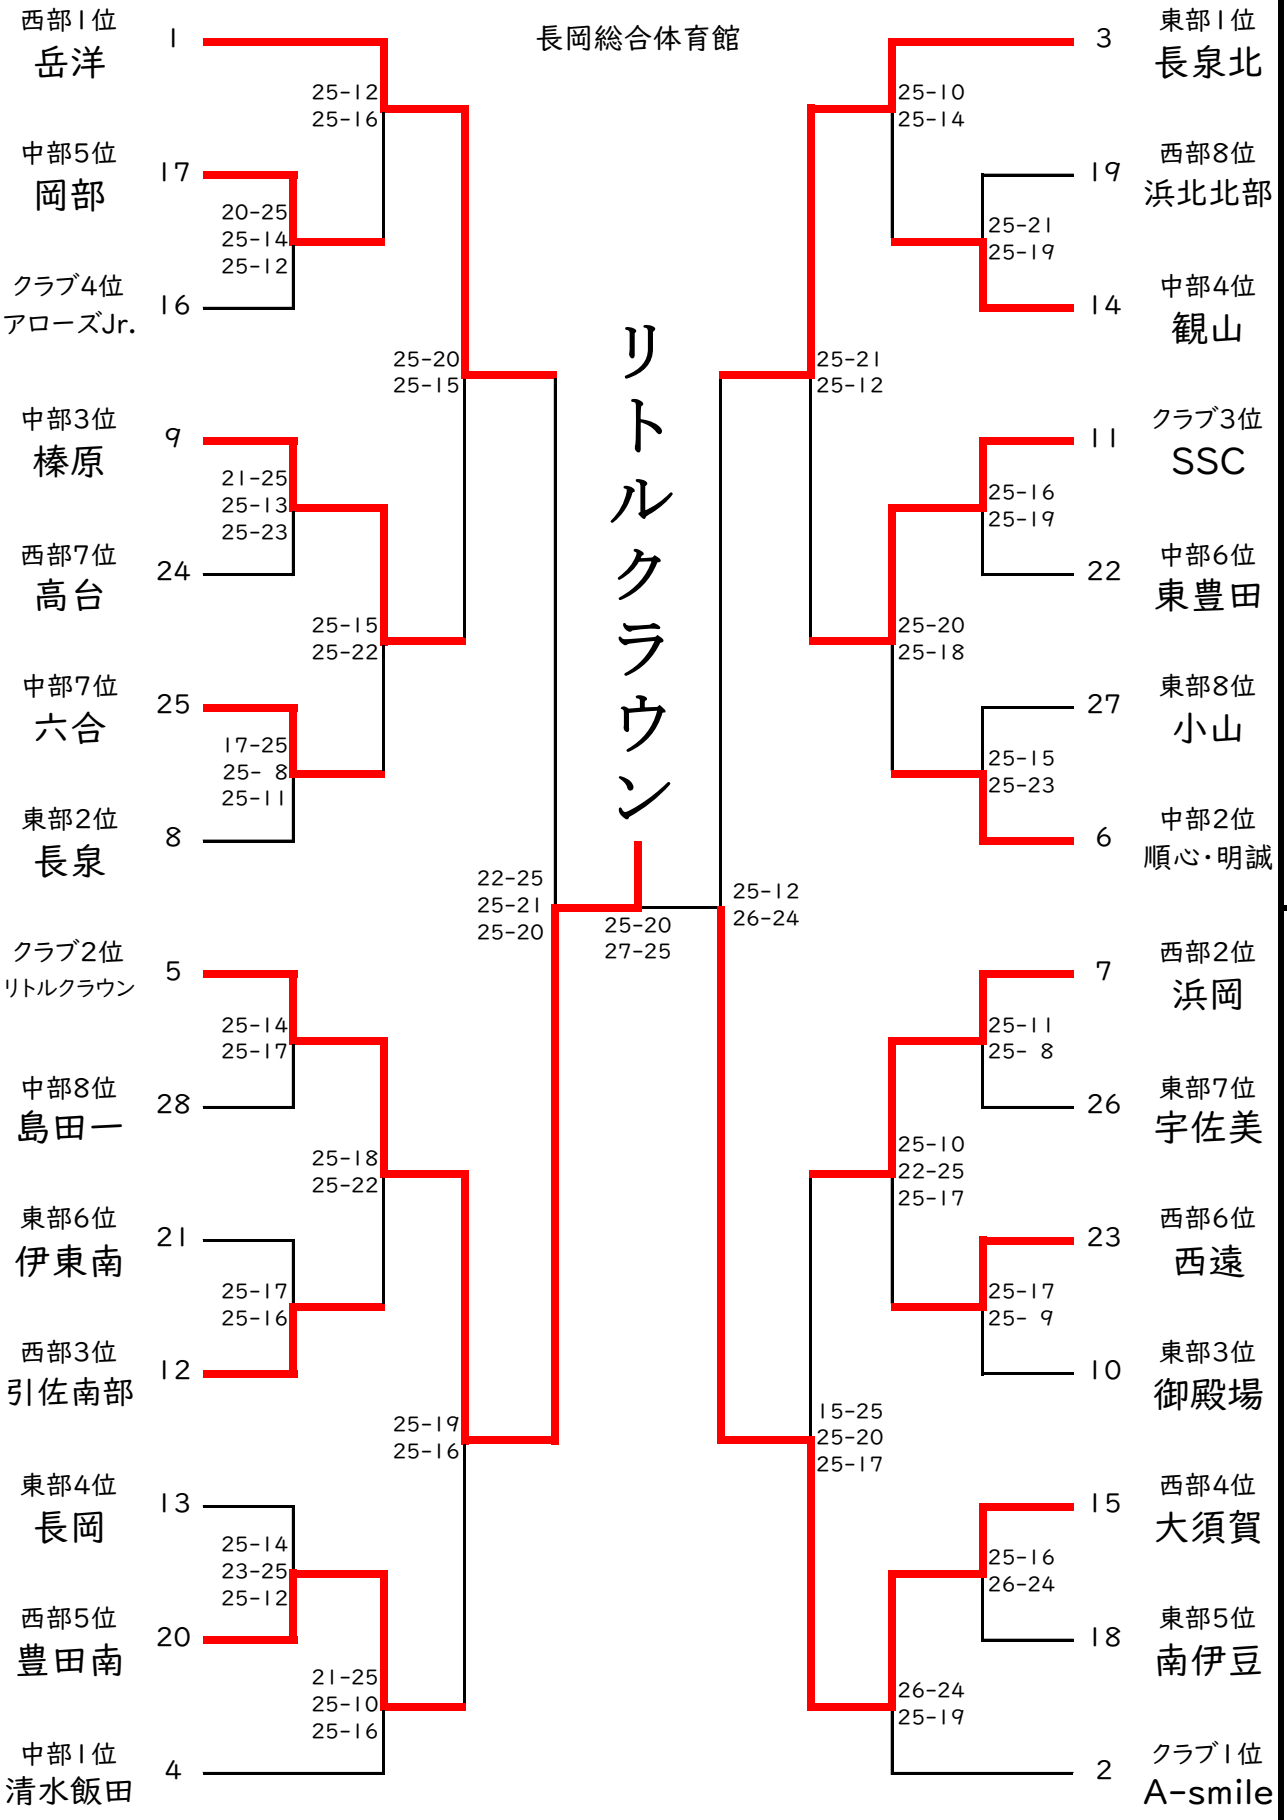 長岡総合体育館
リトルクラウン
西部1位
岳洋
1
25-12
25-16
中部5位
岡部
17
20-25
25-14
25-12
クラブ4位
アローズJr.
16
25-20
25-15
中部3位
榛原
9
21-25
25-13
25-23
西部7位
高台
24
25-15
25-22
中部7位
六合
25
17-25
25- 8
25-11
東部2位
長泉
8
22-25
25-21
25-20
クラブ2位
リトルクラウン
5
25-14
25-17
中部8位
島田一
28
25-18
25-22
東部6位
伊東南
21
25-17
25-16
西部3位
引佐南部
12
25-19
25-16
東部4位
長岡
13
25-14
23-25
25-12
西部5位
豊田南
20
21-25
25-10
25-16
中部1位
清水飯田
4
25-20
27-25
東部1位
3
長泉北
25-10
25-14
西部8位
19
浜北北部
25-21
25-19
中部4位
14
観山
25-21
25-12
クラブ3位
11
SSC
25-16
25-19
中部6位
22
東豊田
25-20
25-18
東部8位
27
小山
25-15
25-23
中部2位
6
順心・明誠
25-12
26-24
西部2位
7
浜岡
25-11
25- 8
東部7位
26
宇佐美
25-10
22-25
25-17
西部6位
23
西遠
25-17
25- 9
東部3位
10
御殿場
15-25
25-20
25-17
西部4位
15
大須賀
25-16
26-24
東部5位
18
南伊豆
26-24
25-19
クラブ1位
2
A-smile